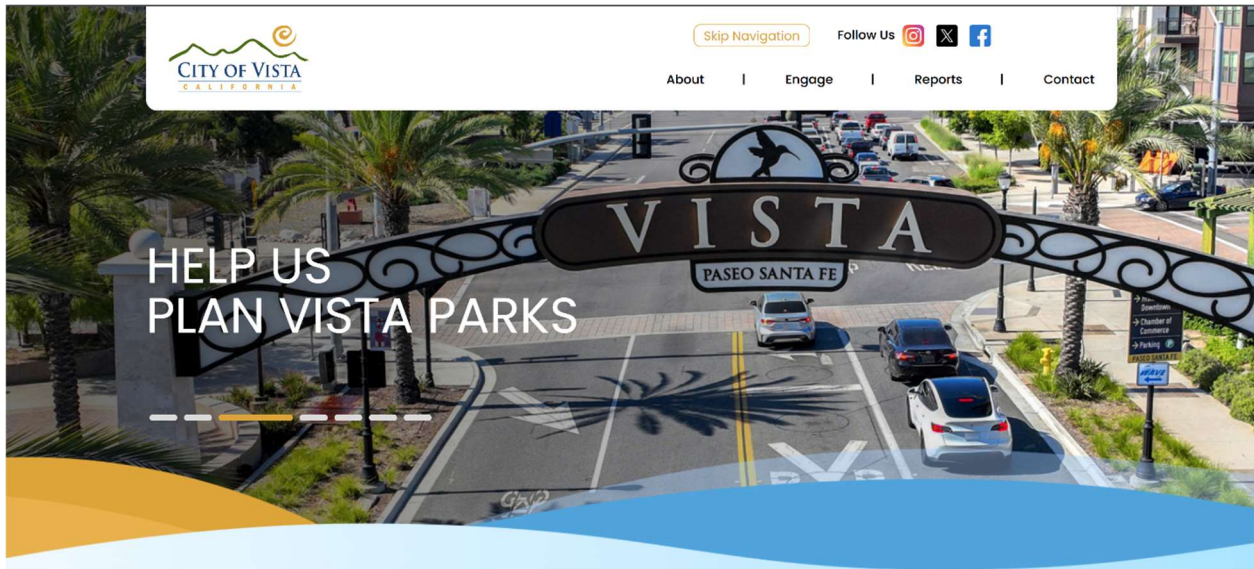 CITY OF VISTA
CALIFORNIA
Skip Navigation
Follow Us
About | Engage | Reports | Contact
VISTA
PASEO SANTA FE
HELP US
PLAN VISTA PARKS
Downtown
→ Chamber of
Commerce
→ Parking P
PASEO SANTA FE
WAVE